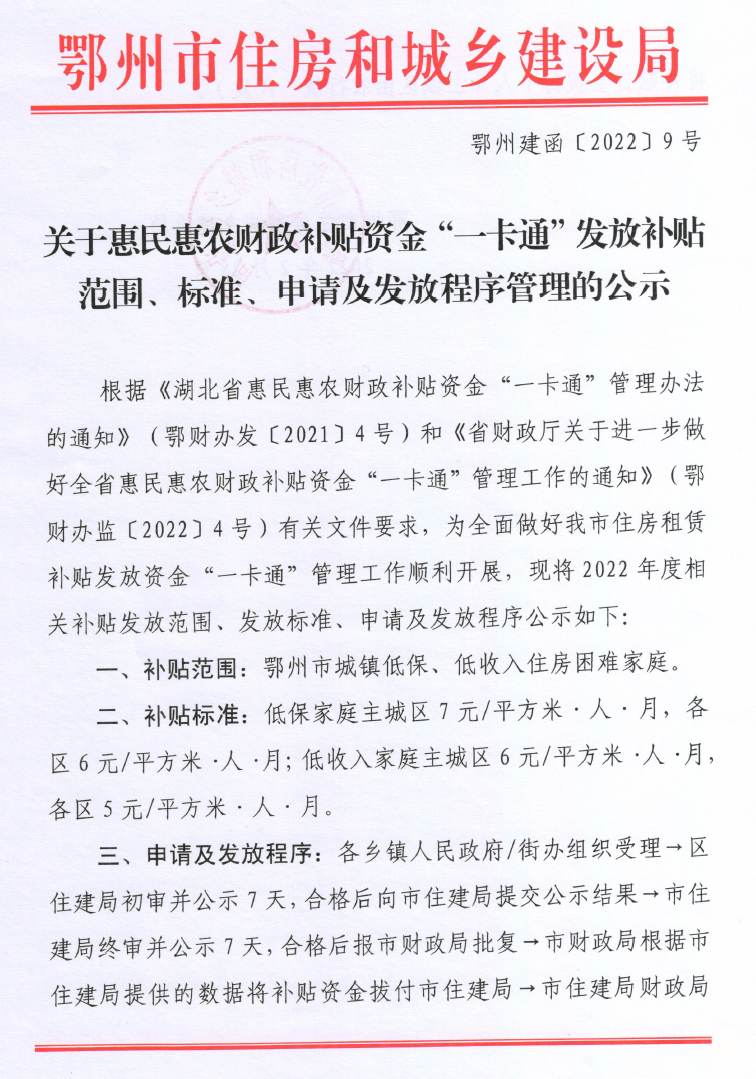 鄂州市住房和城乡建设局
鄂州建函〔2022〕9号
关于惠民惠农财政补贴资金“一卡通”发放补贴
范围、标准、申请及发放程序管理的公示
根据《湖北省惠民惠农财政补贴资金“一卡通”管理办法
的通知》（鄂财办发〔2021〕4号）和《省财政厅关于进一步做
好全省惠民惠农财政补贴资金“一卡通”管理工作的通知》（鄂
财办监〔2022〕4号）有关文件要求，为全面做好我市住房租赁
补贴发放资金“一卡通”管理工作顺利开展，现将2022年度相
关补贴发放范围、发放标准、申请及发放程序公示如下：
一、补贴范围：鄂州市城镇低保、低收入住房困难家庭。
二、补贴标准：低保家庭主城区7元/平方米·人·月，各
区6元/平方米·人·月；低收入家庭主城区6元/平方米·人·月，
各区5元/平方米·人·月。
三、申请及发放程序：各乡镇人民政府/街办组织受理→区
住建局初审并公示7天，合格后向市住建局提交公示结果→市住
建局终审并公示7天，合格后报市财政局批复→市财政局根据市
住建局提供的数据将补贴资金拨付市住建局→市住建局财政局